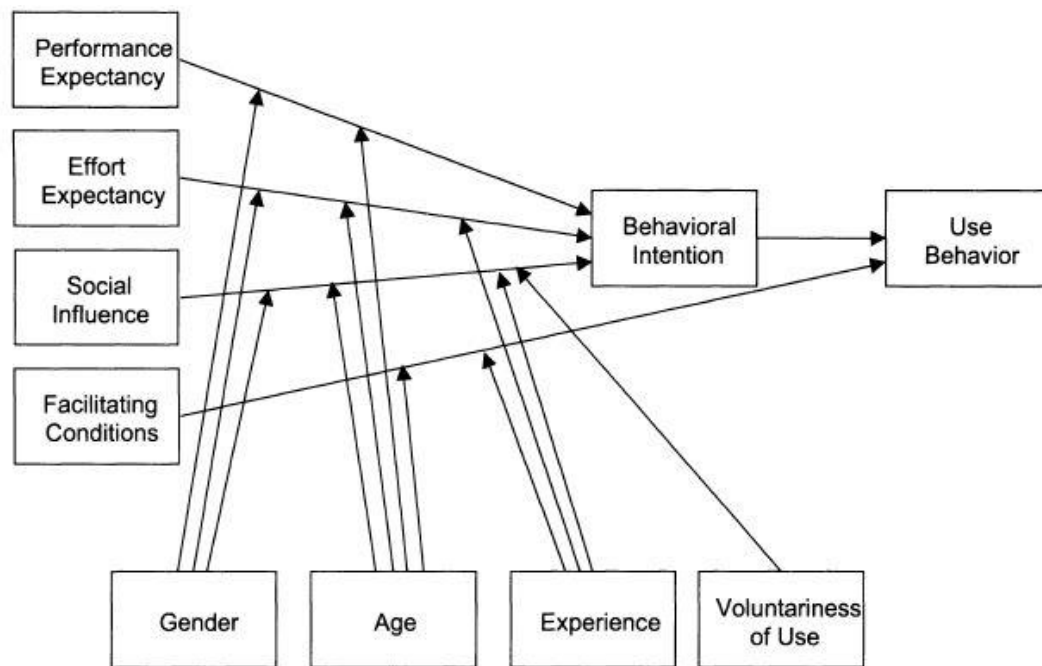 Performance
Expectancy
Effort
Expectancy
Social
Influence
Facilitating
Conditions
Behavioral
Intention
Use
Behavior
Gender
Age
Experience
Voluntariness
of Use